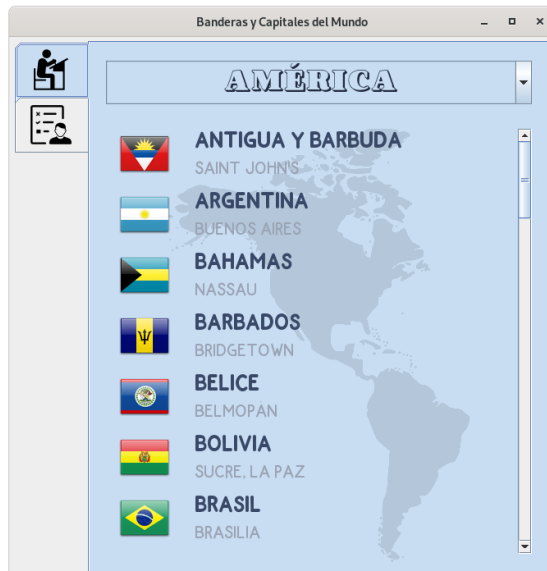 Banderas y Capitales del Mundo
AMÉRICA
ANTIGUA Y BARBUDA
SAINT JOHN'S
ARGENTINA
BUENOS AIRES
BAHAMAS
NASSAU
BARBADOS
BRIDGETOWN
BELICE
BELMOPAN
BOLIVIA
SUCRE, LA PAZ
BRASIL
BRASILIA